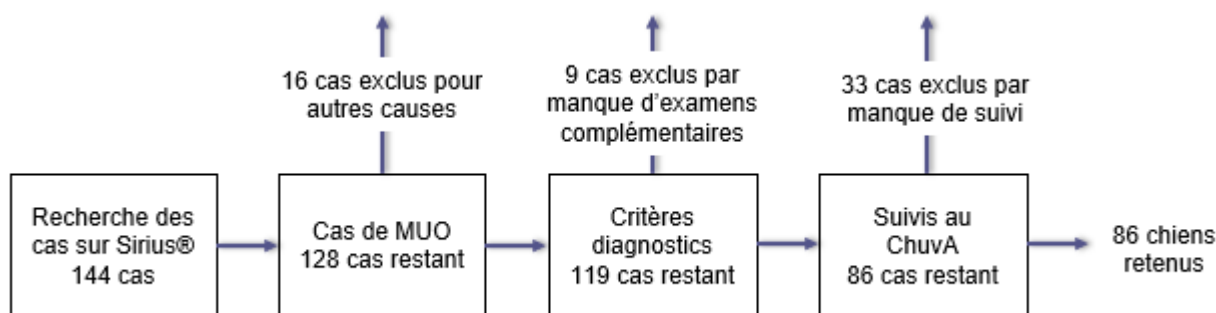 16 cas exclus pour
autres causes
9 cas exclus par
manque d'examens
complémentaires
33 cas exclus par
manque de suivi
Recherche des
cas sur Sirius®
144 cas
Cas de MUO
128 cas restant
Critères
diagnostics
119 cas restant
Suivis au
ChuvA
86 cas restant
86 chiens
retenus